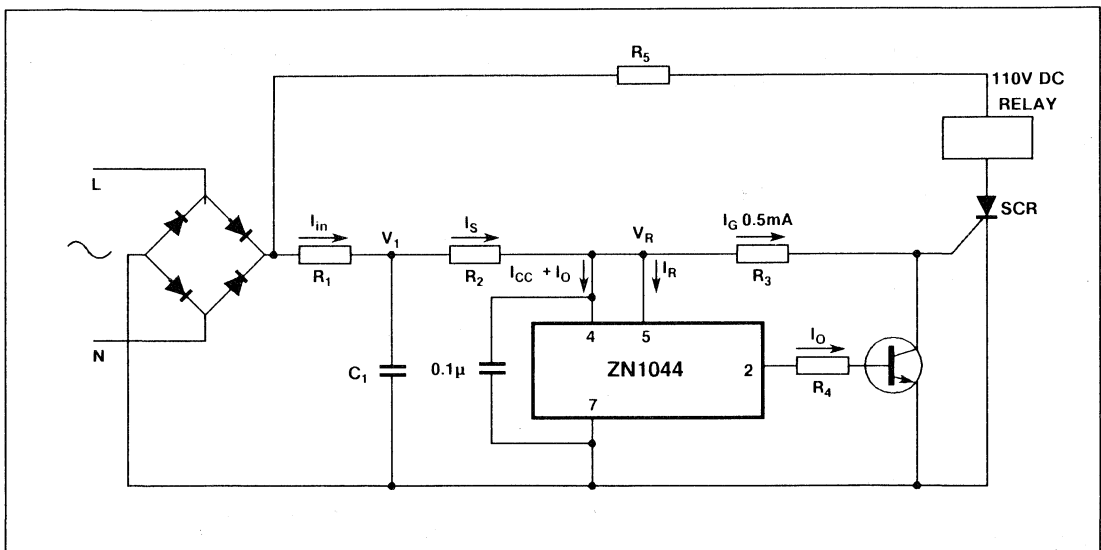 R5
110V DC
RELAY
L
Iin
V1
IS
VR
IG 0.5mA
SCR
R1
R2
ICC + IO
IR
R3
4
5
N
C1
0.1µ
ZN1044
2
IO
R4
7